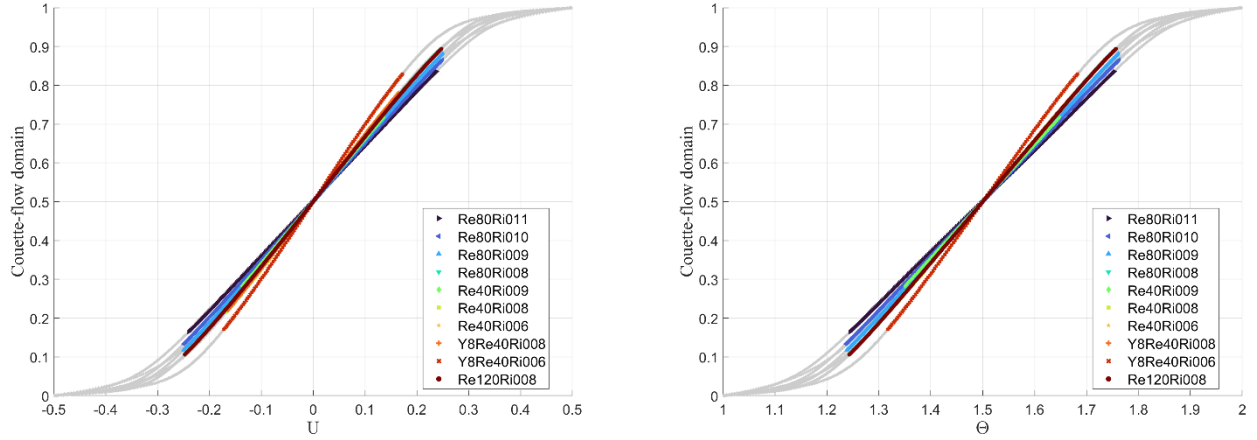 1
0.9
0.8
0.7
0.6
0.5
0.4
0.3
0.2
0.1
0
Couette-flow domain
-0.5 -0.4 -0.3 -0.2 -0.1 0 0.1 0.2 0.3 0.4 0.5
U
Re80Ri011
Re80Ri010
Re80Ri009
Re80Ri008
Re40Ri009
Re40Ri008
Re40Ri006
Y8Re40Ri008
Y8Re40Ri006
Re120Ri008
1
0.9
0.8
0.7
0.6
0.5
0.4
0.3
0.2
0.1
0
Couette-flow domain
1 1.1 1.2 1.3 1.4 1.5 1.6 1.7 1.8 1.9 2
Θ
Re80Ri011
Re80Ri010
Re80Ri009
Re80Ri008
Re40Ri009
Re40Ri008
Re40Ri006
Y8Re40Ri008
Y8Re40Ri006
Re120Ri008